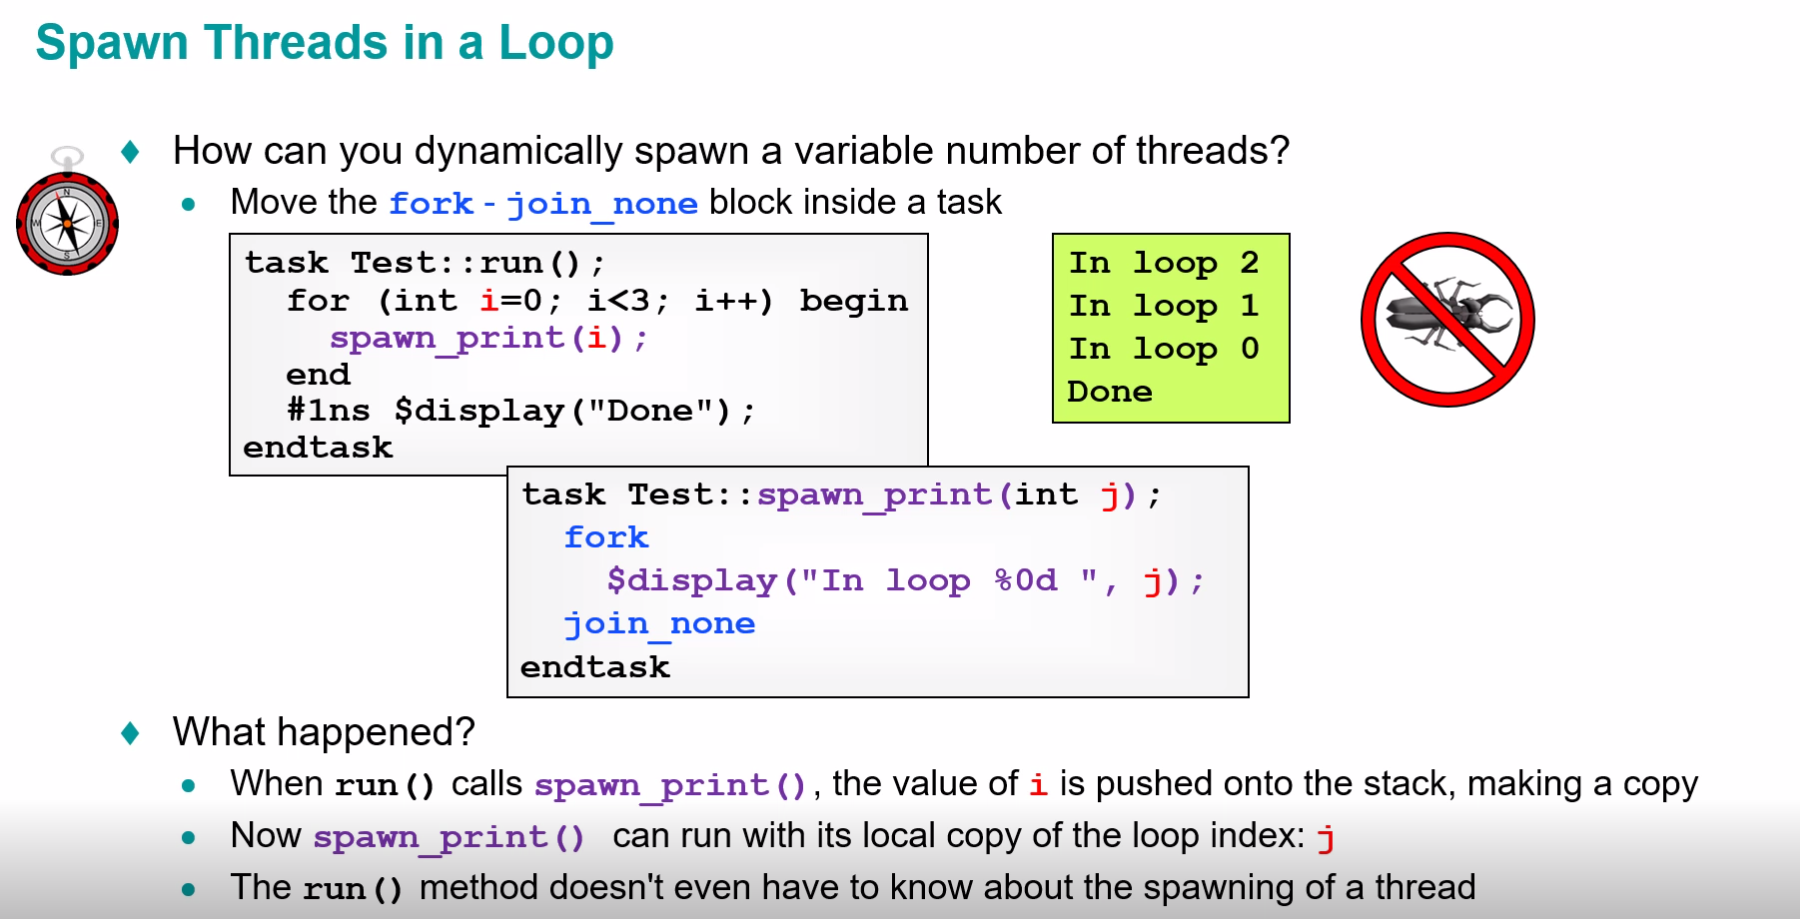 Spawn Threads in a Loop
How can you dynamically spawn a variable number of threads?
Move the fork - join_none block inside a task
task Test::run();
for (int i=0; i<3; i++) begin
spawn_print(i);
end
#1ns $display("Done");
endtask
In loop 2
In loop 1
In loop 0
Done
N
W
E
S
task Test::spawn_print(int j);
fork
$display("In loop %0d ", j);
join_none
endtask
What happened?
When run() calls spawn_print(), the value of i is pushed onto the stack, making a copy
Now spawn_print() can run with its local copy of the loop index: j
The run() method doesn't even have to know about the spawning of a thread